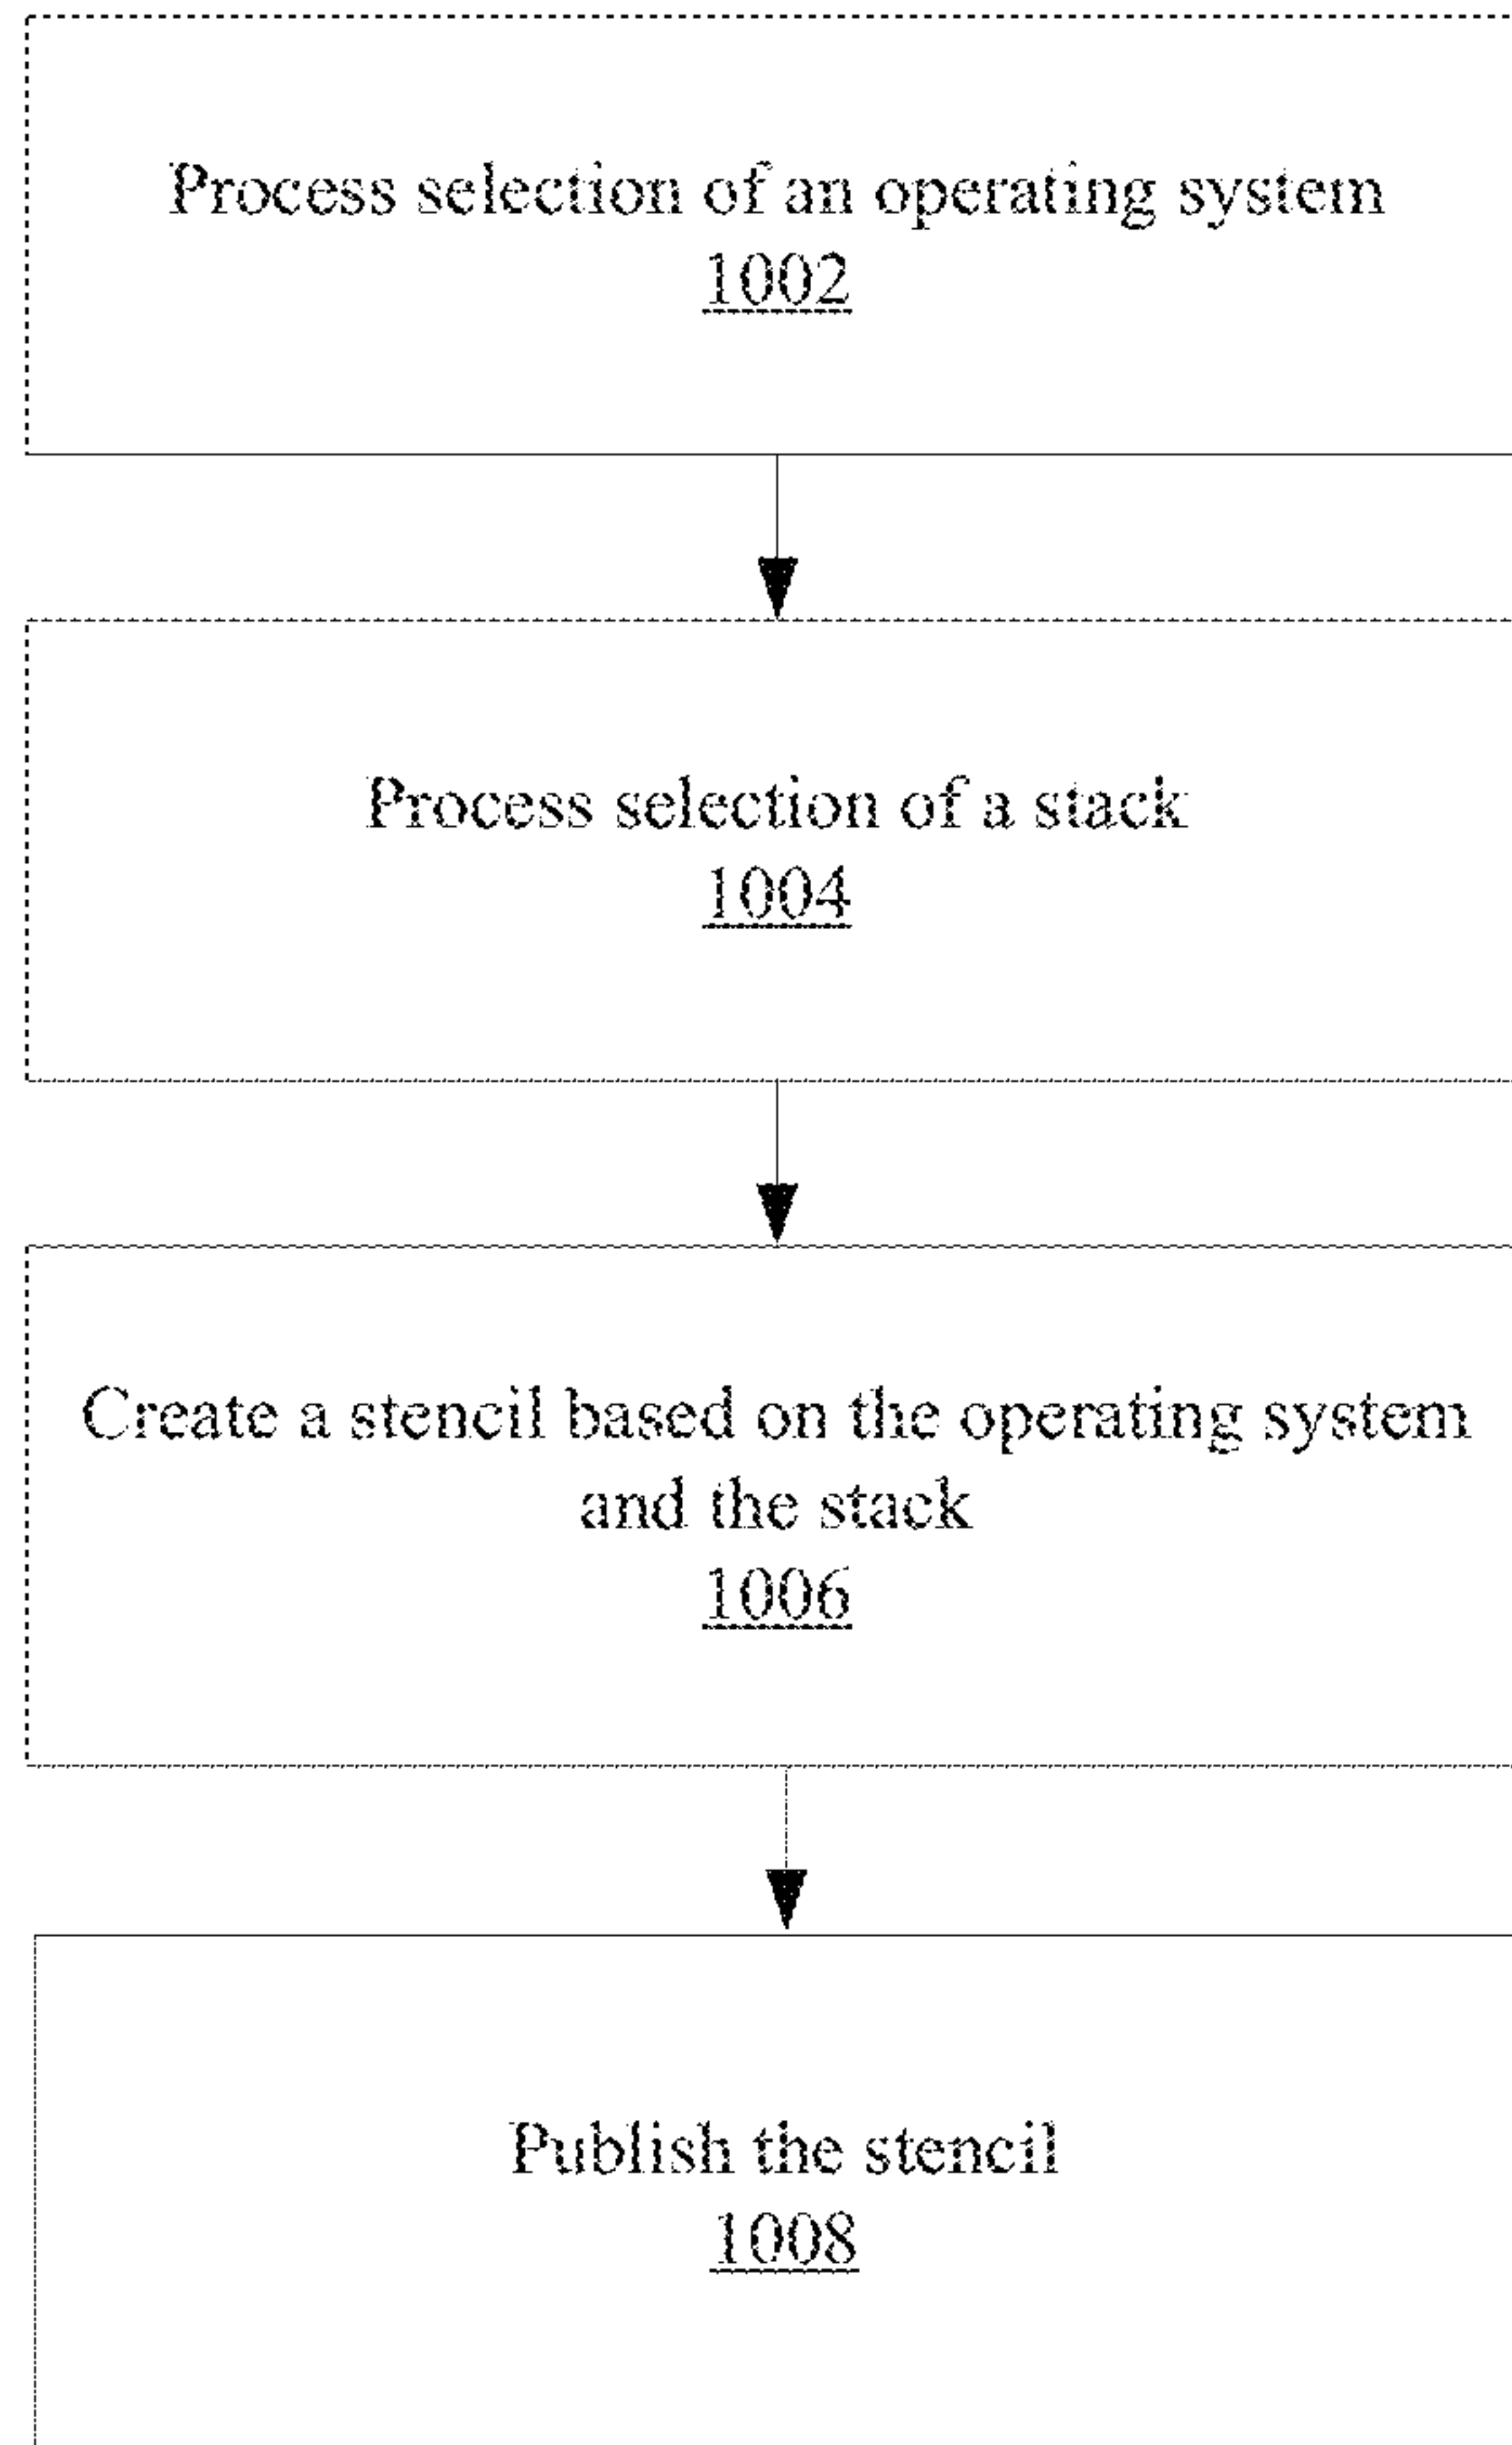 Process selection of an operating system
1002
Process selection of a stack
1004
Create a stencil based on the operating system
and the stack
1006
Publish the stencil
1008